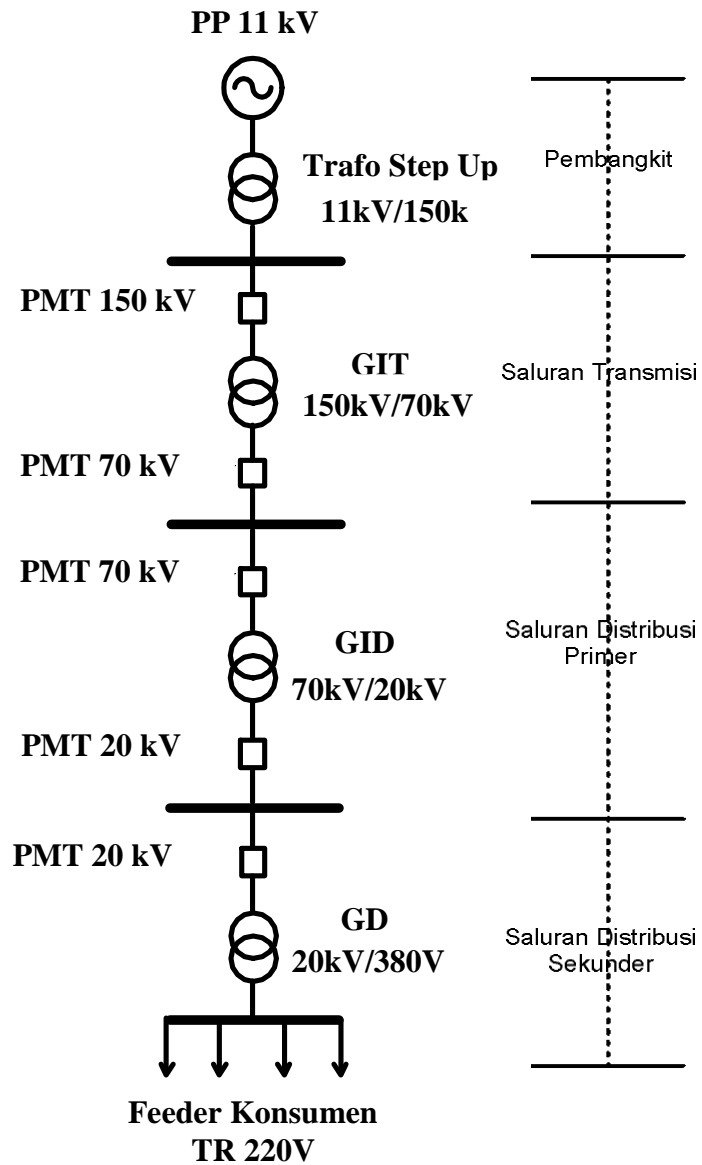 PP 11 kV
Trafo Step Up
11kV/150k
Pembangkit
PMT 150 kV
GIT
150kV/70kV
Saluran Transmisi
PMT 70 kV
PMT 70 kV
GID
70kV/20kV
Saluran Distribusi
Primer
PMT 20 kV
PMT 20 kV
GD
20kV/380V
Saluran Distribusi
Sekunder
Feeder Konsumen
TR 220V